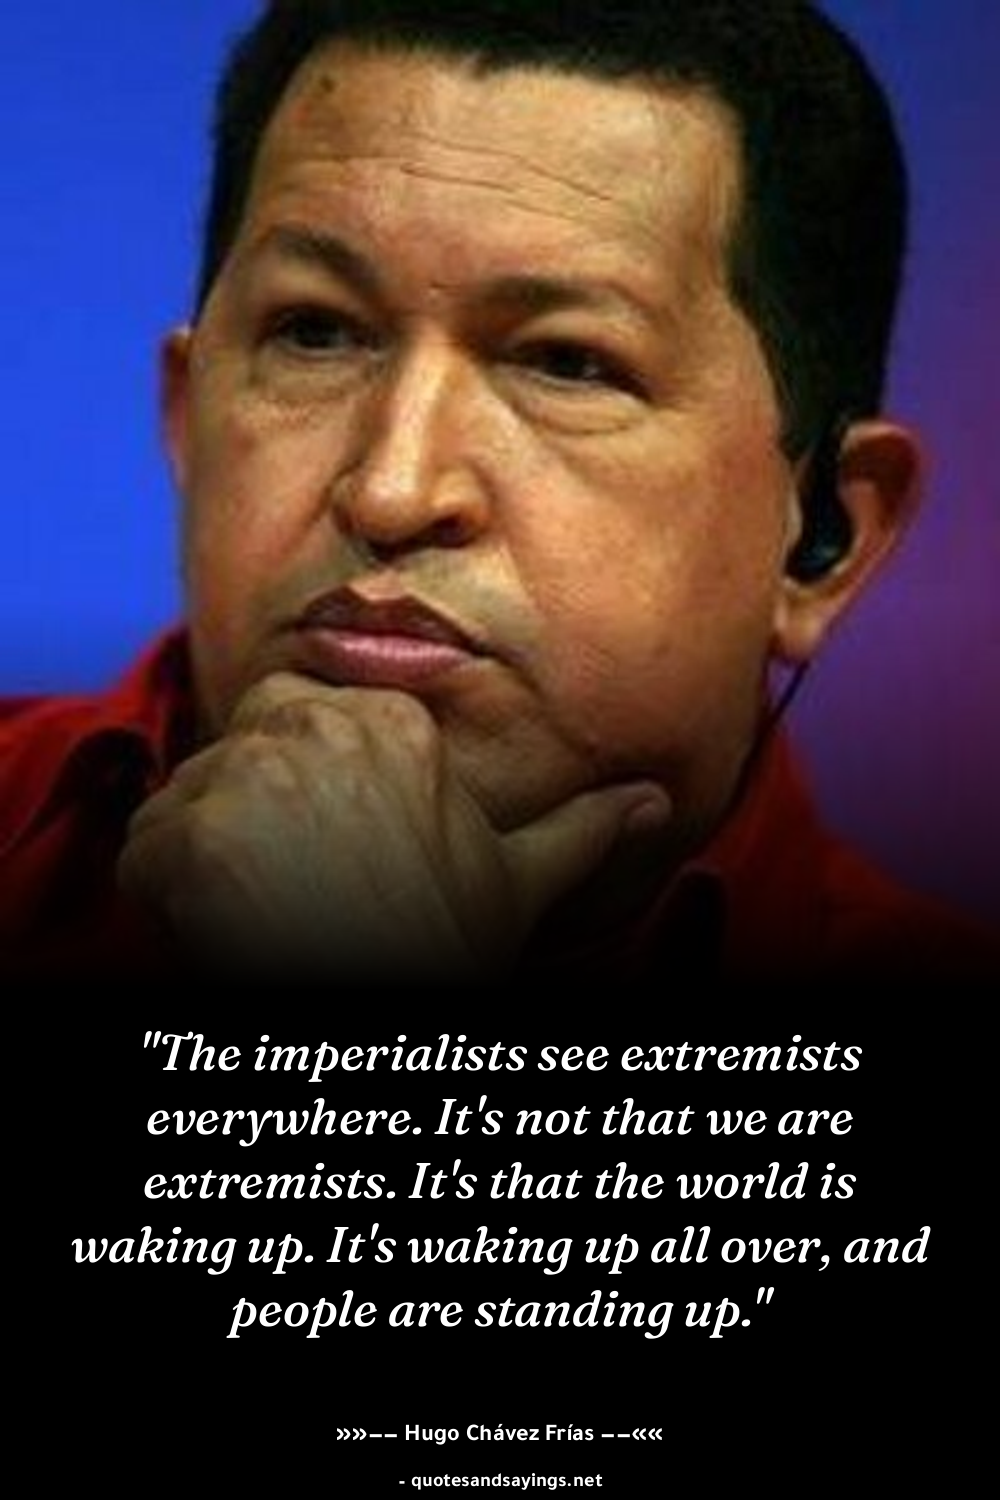 "The imperialists see extremists
everywhere. It's not that we are
extremists. It's that the world is
waking up. It's waking up all over, and
people are standing up."
»»–– Hugo Chávez Frías ––««
- quotesandsayings.net